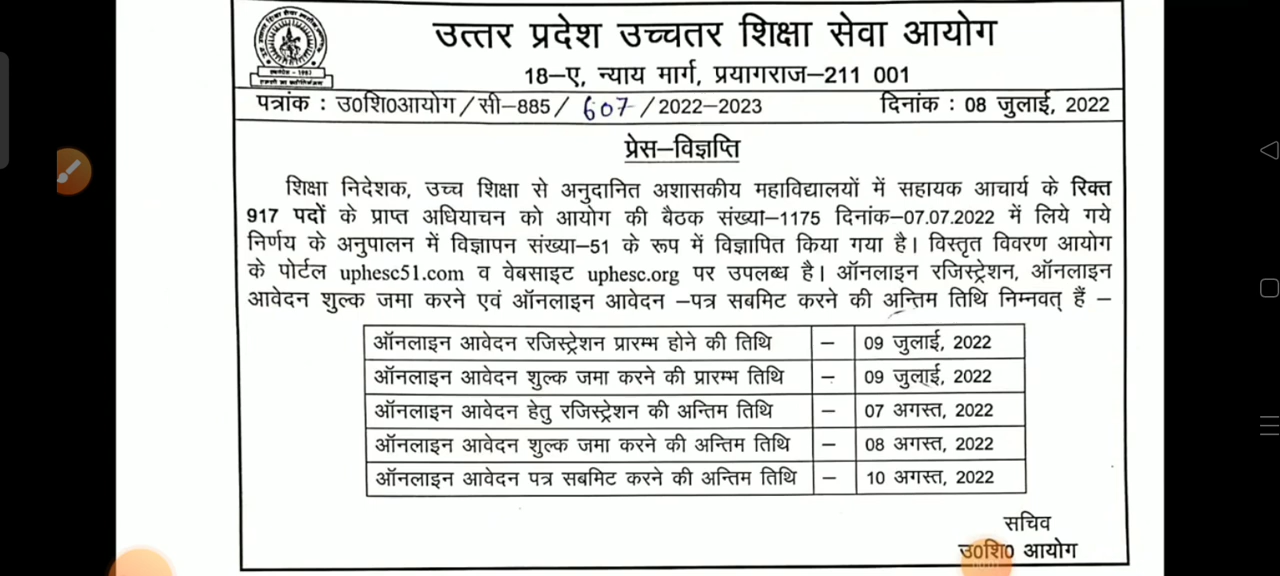 उत्तर प्रदेश उच्चतर शिक्षा सेवा आयोग
18–ए, न्याय मार्ग, प्रयागराज–211 001
पत्रांक : उ0शि0आयोग / सी–885 / 607 / 2022–2023 दिनांक : 08 जुलाई, 2022
प्रेस–विज्ञप्ति
शिक्षा निदेशक, उच्च शिक्षा से अनुदानित अशासकीय महाविद्यालयों में सहायक आचार्य के रिक्त
917 पदों के प्राप्त अधियाचन को आयोग की बैठक संख्या–1175 दिनांक–07.07.2022 में लिये गये
निर्णय के अनुपालन में विज्ञापन संख्या–51 के रूप में विज्ञापित किया गया है। विस्तृत विवरण आयोग
के पोर्टल uphesc51.com व वेबसाइट uphesc.org पर उपलब्ध है। ऑनलाइन रजिस्ट्रेशन, ऑनलाइन
आवेदन शुल्क जमा करने एवं ऑनलाइन आवेदन –पत्र सबमिट करने की अन्तिम तिथि निम्नवत् हैं –
ऑनलाइन आवेदन रजिस्ट्रेशन प्रारम्भ होने की तिथि – 09 जुलाई, 2022
ऑनलाइन आवेदन शुल्क जमा करने की प्रारम्भ तिथि – 09 जुलाई, 2022
ऑनलाइन आवेदन हेतु रजिस्ट्रेशन की अन्तिम तिथि – 07 अगस्त, 2022
ऑनलाइन आवेदन शुल्क जमा करने की अन्तिम तिथि – 08 अगस्त, 2022
ऑनलाइन आवेदन पत्र सबमिट करने की अन्तिम तिथि – 10 अगस्त, 2022
सचिव
उ0शि0 आयोग